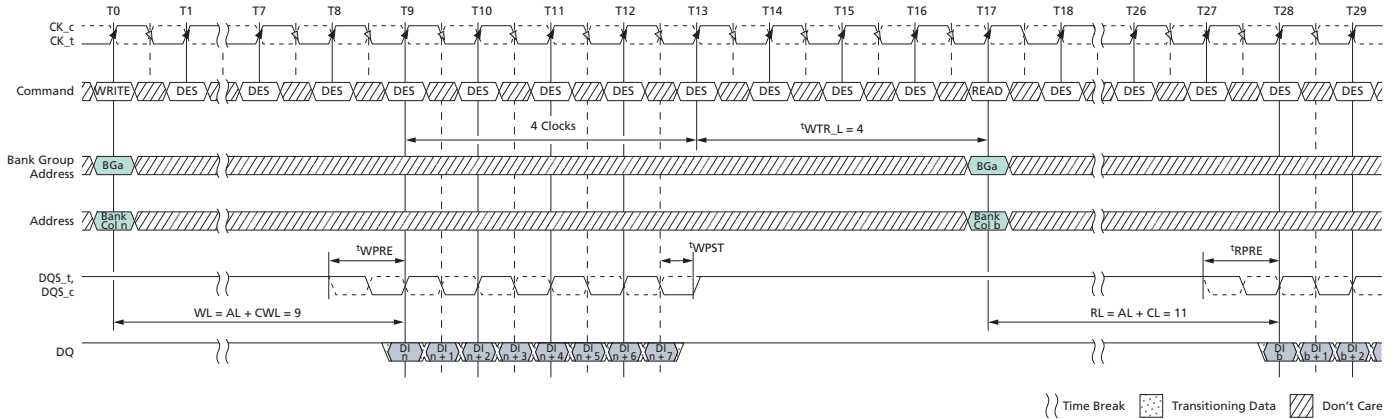 T0 T1 T7 T8 T9 T10 T11 T12 T13 T14 T15 T16 T17 T18 T26 T27 T28 T29
CK_c
CK_t
Command WRITE DES DES DES DES DES DES DES DES DES DES DES READ DES DES DES DES DES
4 Clocks tWTR_L = 4
Bank Group
Address
BGa BGa
Address
Bank
Col n
Bank
Col b
tWPRE tWPST tRPRE
DQS_t,
DQS_c
WL = AL + CWL = 9 RL = AL + CL = 11
DQ
DI
n
DI
n + 1
DI
n + 2
DI
n + 3
DI
n + 4
DI
n + 5
DI
n + 6
DI
n + 7
DI
b
DI
b + 1
DI
b + 2
Time Break Transitioning Data Don't Care